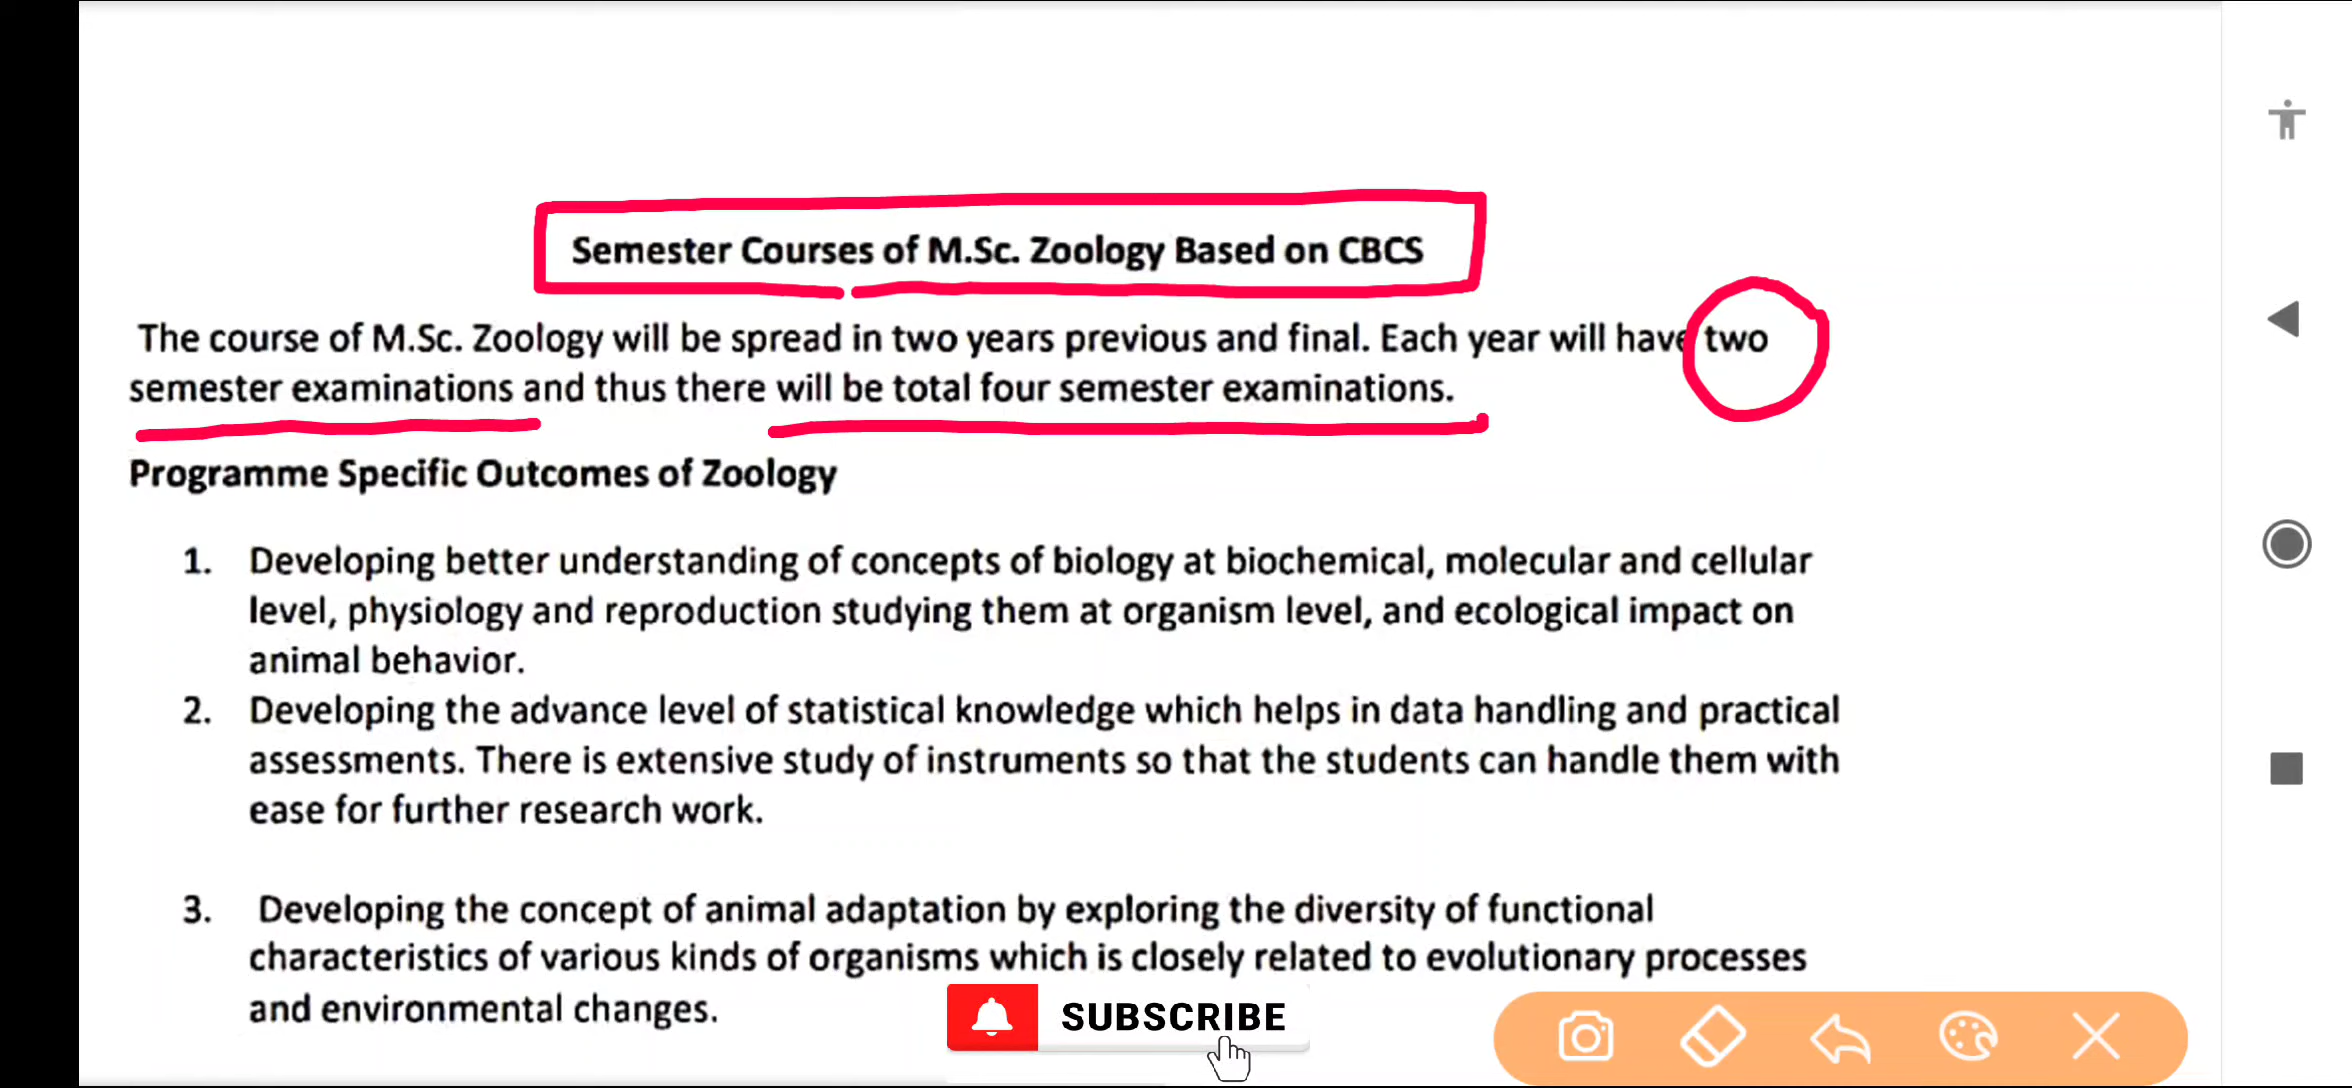 Semester Courses of M.Sc. Zoology Based on CBCS
The course of M.Sc. Zoology will be spread in two years previous and final. Each year will have two
semester examinations and thus there will be total four semester examinations.
Programme Specific Outcomes of Zoology
1. Developing better understanding of concepts of biology at biochemical, molecular and cellular
level, physiology and reproduction studying them at organism level, and ecological impact on
animal behavior.
2. Developing the advance level of statistical knowledge which helps in data handling and practical
assessments. There is extensive study of instruments so that the students can handle them with
ease for further research work.
3. Developing the concept of animal adaptation by exploring the diversity of functional
characteristics of various kinds of organisms which is closely related to evolutionary processes
and environmental changes.
SUBSCRIBE